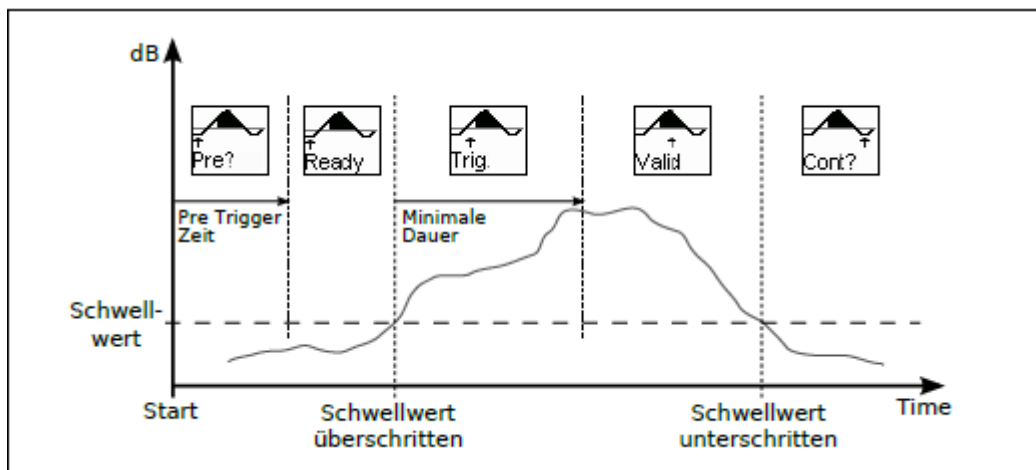 dB
Pre?
Ready
Trig.
Valid
Cont?
Pre Trigger
Zeit
Minimale
Dauer
Schwell-
wert
Start
Schwellwert
überschritten
Schwellwert
unterschritten
Time